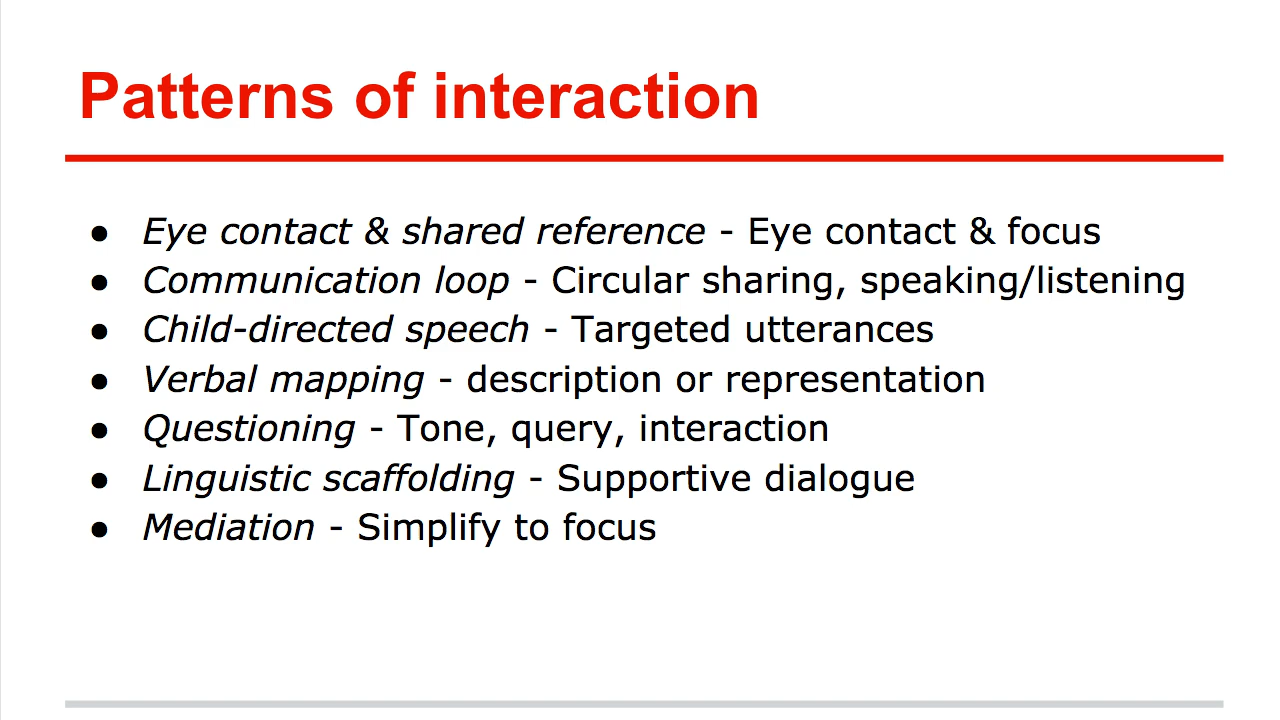 Patterns of interaction
● Eye contact & shared reference - Eye contact & focus
● Communication loop - Circular sharing, speaking/listening
● Child-directed speech - Targeted utterances
● Verbal mapping - description or representation
● Questioning - Tone, query, interaction
● Linguistic scaffolding - Supportive dialogue
● Mediation - Simplify to focus